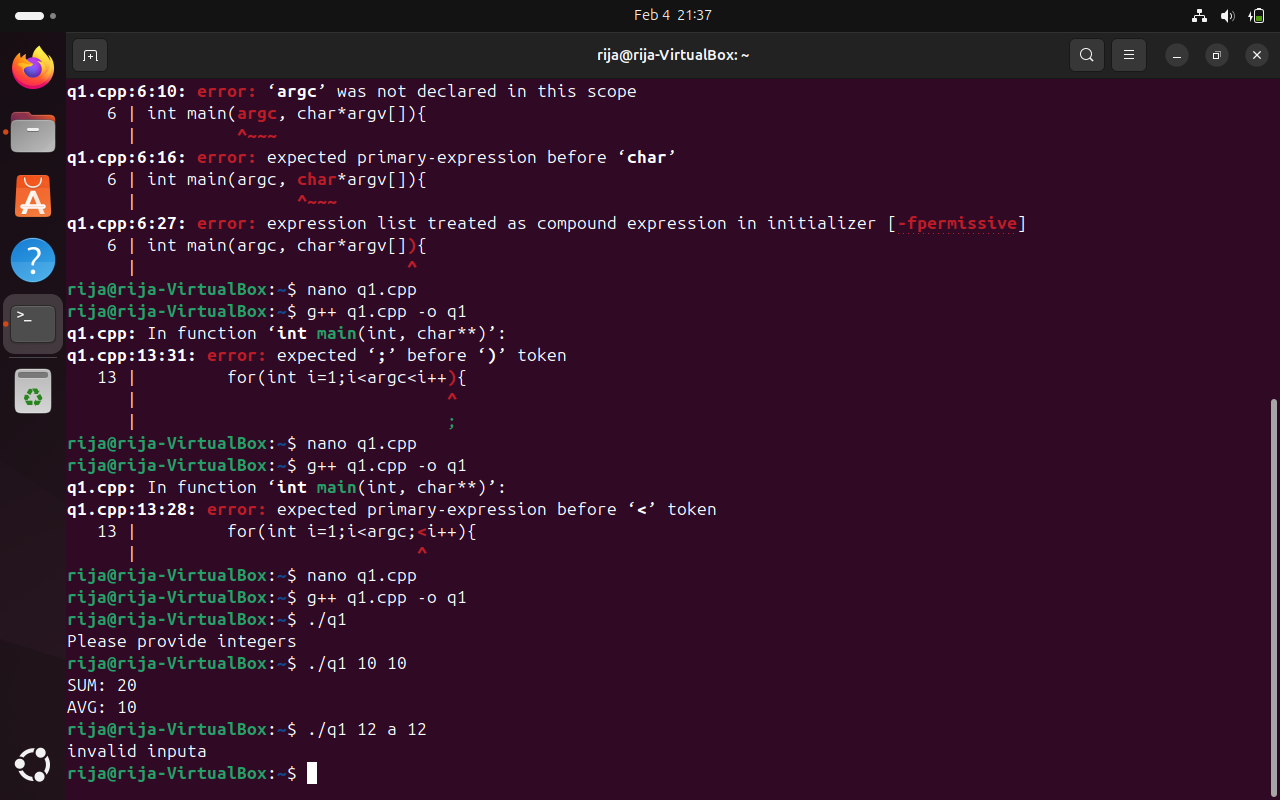 Feb 4 21:37
rija@rija-VirtualBox: ~
q1.cpp:6:10: error: ‘argc’ was not declared in this scope
    6 | int main(argc, char*argv[]){
      |          ^~~~
q1.cpp:6:16: error: expected primary-expression before ‘char’
    6 | int main(argc, char*argv[]){
      |                ^~~~
q1.cpp:6:27: error: expression list treated as compound expression in initializer [-fpermissive]
    6 | int main(argc, char*argv[]){
      |                           ^
rija@rija-VirtualBox:~$ nano q1.cpp
rija@rija-VirtualBox:~$ g++ q1.cpp -o q1
q1.cpp: In function ‘int main(int, char**)’:
q1.cpp:13:31: error: expected ‘;’ before ‘)’ token
   13 |         for(int i=1;i<argc<i++){
      |                               ^
      |                               ;
rija@rija-VirtualBox:~$ nano q1.cpp
rija@rija-VirtualBox:~$ g++ q1.cpp -o q1
q1.cpp: In function ‘int main(int, char**)’:
q1.cpp:13:28: error: expected primary-expression before ‘<’ token
   13 |         for(int i=1;i<argc;<i++){
      |                            ^
rija@rija-VirtualBox:~$ nano q1.cpp
rija@rija-VirtualBox:~$ g++ q1.cpp -o q1
rija@rija-VirtualBox:~$ ./q1
Please provide integers
rija@rija-VirtualBox:~$ ./q1 10 10
SUM: 20
AVG: 10
rija@rija-VirtualBox:~$ ./q1 12 a 12
invalid inputa
rija@rija-VirtualBox:~$